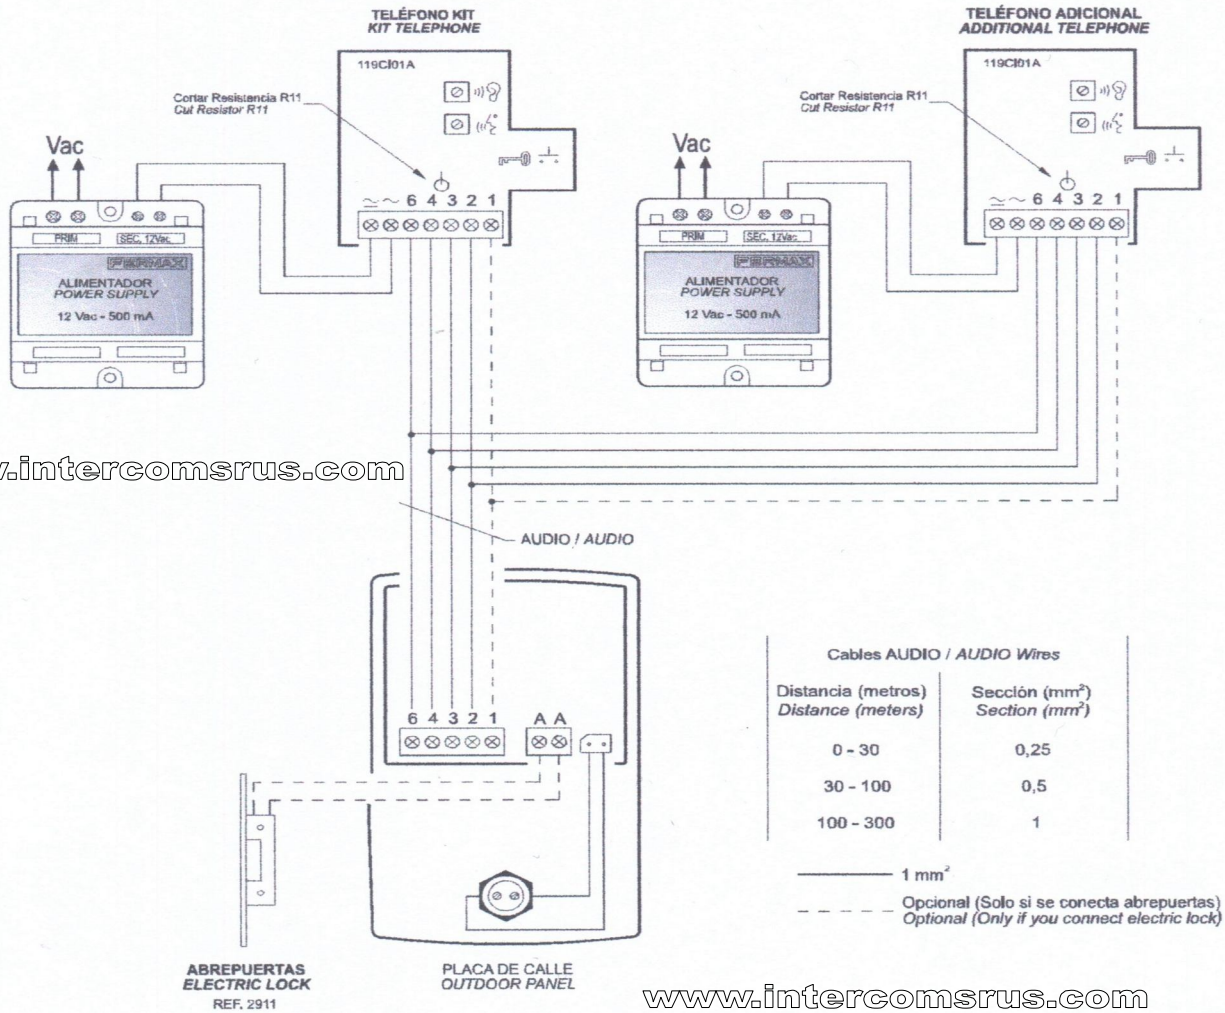 TELÉFONO KIT
KIT TELEPHONE
119CI01A
Cortar Resistencia R11
Cut Resistor R11
Vac
6 4 3 2 1
PRIM SEC. 12Vac
FERMAX
ALIMENTADOR
POWER SUPPLY
12 Vac - 500 mA
TELÉFONO ADICIONAL
ADDITIONAL TELEPHONE
119CI01A
Cortar Resistencia R11
Cut Resistor R11
Vac
6 4 3 2 1
PRIM SEC. 12Vac
FERMAX
ALIMENTADOR
POWER SUPPLY
12 Vac - 500 mA
w.intercomsrus.com
AUDIO / AUDIO
6 4 3 2 1 A A
ABREPUERTAS
ELECTRIC LOCK
REF. 2911
PLACA DE CALLE
OUTDOOR PANEL
Cables AUDIO / AUDIO Wires
Distancia (metros) Sección (mm²)
Distance (meters) Section (mm²)
0 - 30 0,25
30 - 100 0,5
100 - 300 1
1 mm²
Opcional (Solo si se conecta abrepuertas)
Optional (Only if you connect electric lock)
www.intercomsrus.com